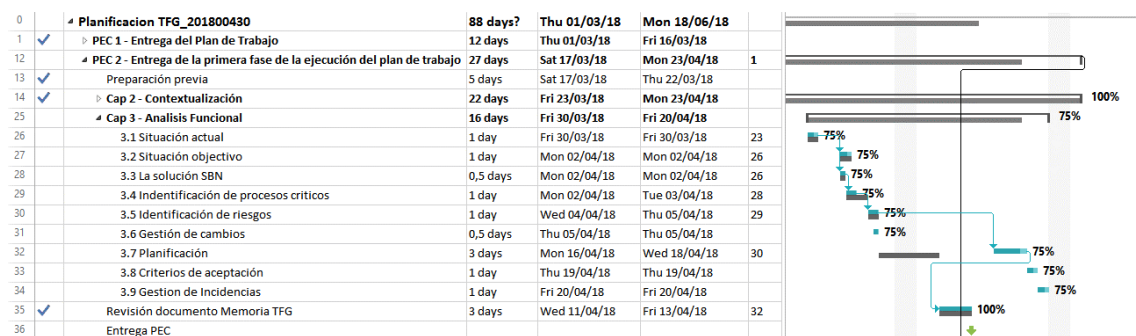 0 Planificacion TFG_201800430 88 days? Thu 01/03/18 Mon 18/06/18
1 PEC 1 - Entrega del Plan de Trabajo 12 days Thu 01/03/18 Fri 16/03/18
12 PEC 2 - Entrega de la primera fase de la ejecución del plan de trabajo 27 days Sat 17/03/18 Mon 23/04/18 1
13 Preparación previa 5 days Sat 17/03/18 Thu 22/03/18
14 Cap 2 - Contextualización 22 days Fri 23/03/18 Mon 23/04/18 100%
25 Cap 3 - Analisis Funcional 16 days Fri 30/03/18 Fri 20/04/18 75%
26 3.1 Situación actual 1 day Fri 30/03/18 Fri 30/03/18 23 75%
27 3.2 Situación objetivo 1 day Mon 02/04/18 Mon 02/04/18 26 75%
28 3.3 La solución SBN 0,5 days Mon 02/04/18 Mon 02/04/18 26 75%
29 3.4 Indentificación de procesos criticos 1 day Mon 02/04/18 Tue 03/04/18 28 75%
30 3.5 Identificación de riesgos 1 day Wed 04/04/18 Thu 05/04/18 29 75%
31 3.6 Gestión de cambios 0,5 days Thu 05/04/18 Thu 05/04/18 75%
32 3.7 Planificación 3 days Mon 16/04/18 Wed 18/04/18 30 75%
33 3.8 Criterios de aceptación 1 day Thu 19/04/18 Thu 19/04/18 75%
34 3.9 Gestion de Incidencias 1 day Fri 20/04/18 Fri 20/04/18 75%
35 Revisión documento Memoria TFG 3 days Wed 11/04/18 Fri 13/04/18 32 100%
36 Entrega PEC